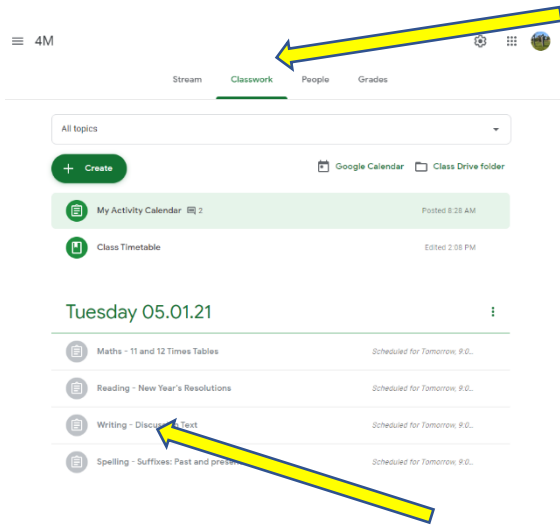 4M
Stream Classwork People Grades
All topics
+ Create Google Calendar Class Drive folder
My Activity Calendar 2 Posted 8:28 AM
Class Timetable Edited 2:08 PM
Tuesday 05.01.21
Maths - 11 and 12 Times Tables Scheduled for Tomorrow, 9:0...
Reading - New Year's Resolutions Scheduled for Tomorrow, 9:0...
Writing - Text Scheduled for Tomorrow, 9:0...
Spelling - Suffixes: Past and Scheduled for Tomorrow, 9:0...